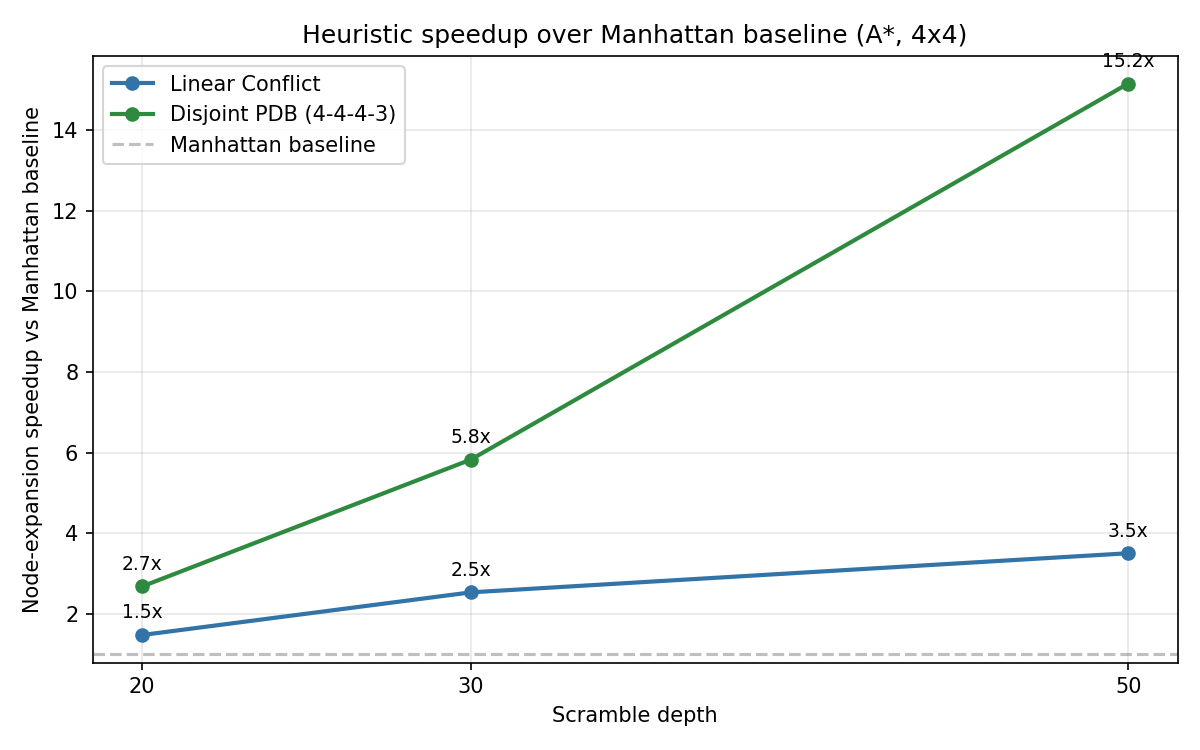 Heuristic speedup over Manhattan baseline (A*, 4x4)
Linear Conflict
Disjoint PDB (4-4-4-3)
Manhattan baseline
Node-expansion speedup vs Manhattan baseline
14
12
10
8
6
4
2
15.2x
5.8x
3.5x
2.7x
2.5x
1.5x
20
30
50
Scramble depth